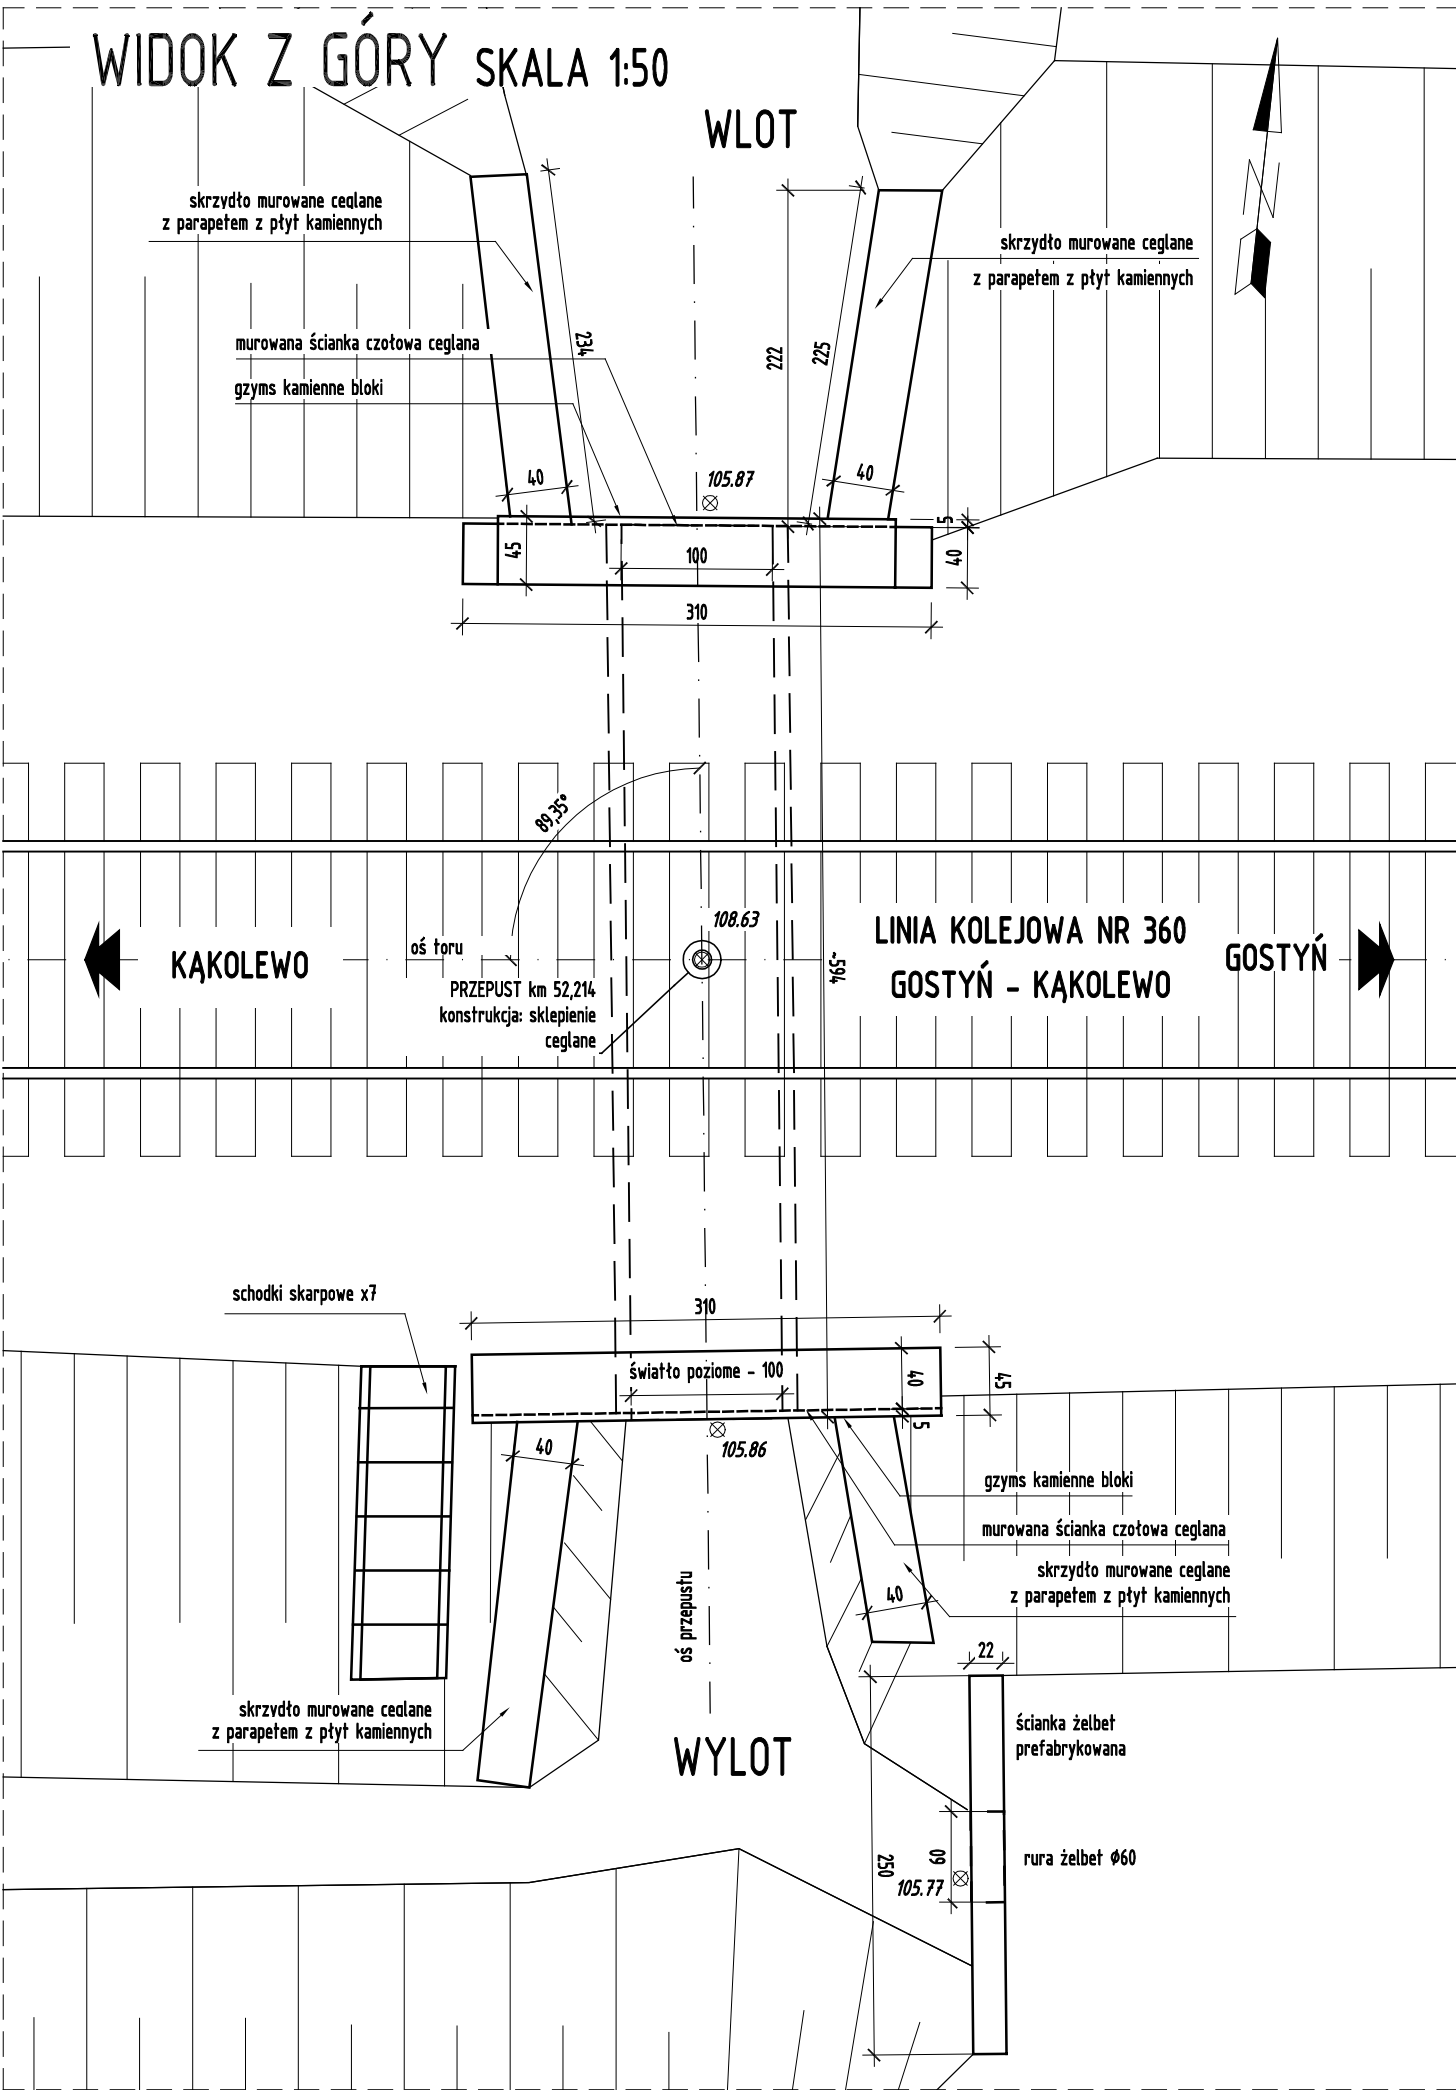 WIDOK Z GÓRY SKALA 1:50
WLOT
skrzydło murowane ceglane
z parapetem z płyt kamiennych
skrzydło murowane ceglane
z parapetem z płyt kamiennych
N
murowana ścianka czołowa ceglana
gzyms kamienne bloki
234
222
225
40
105.87
40
45
100
5
40
310
89,35°
108.63
oś toru
KĄKOLEWO
LINIA KOLEJOWA NR 360
GOSTYŃ - KĄKOLEWO
GOSTYŃ
~594
PRZEPUST km 52,214
konstrukcja: sklepienie
ceglane
schodki skarpowe x7
310
światło poziome - 100
40
45
5
40
105.86
gzyms kamienne bloki
murowana ścianka czołowa ceglana
skrzydło murowane ceglane
z parapetem z płyt kamiennych
40
oś przepustu
22
skrzydło murowane ceglane
z parapetem z płyt kamiennych
WYLOT
ścianka żelbet
prefabrykowana
250
60
105.77
rura żelbet Ø60